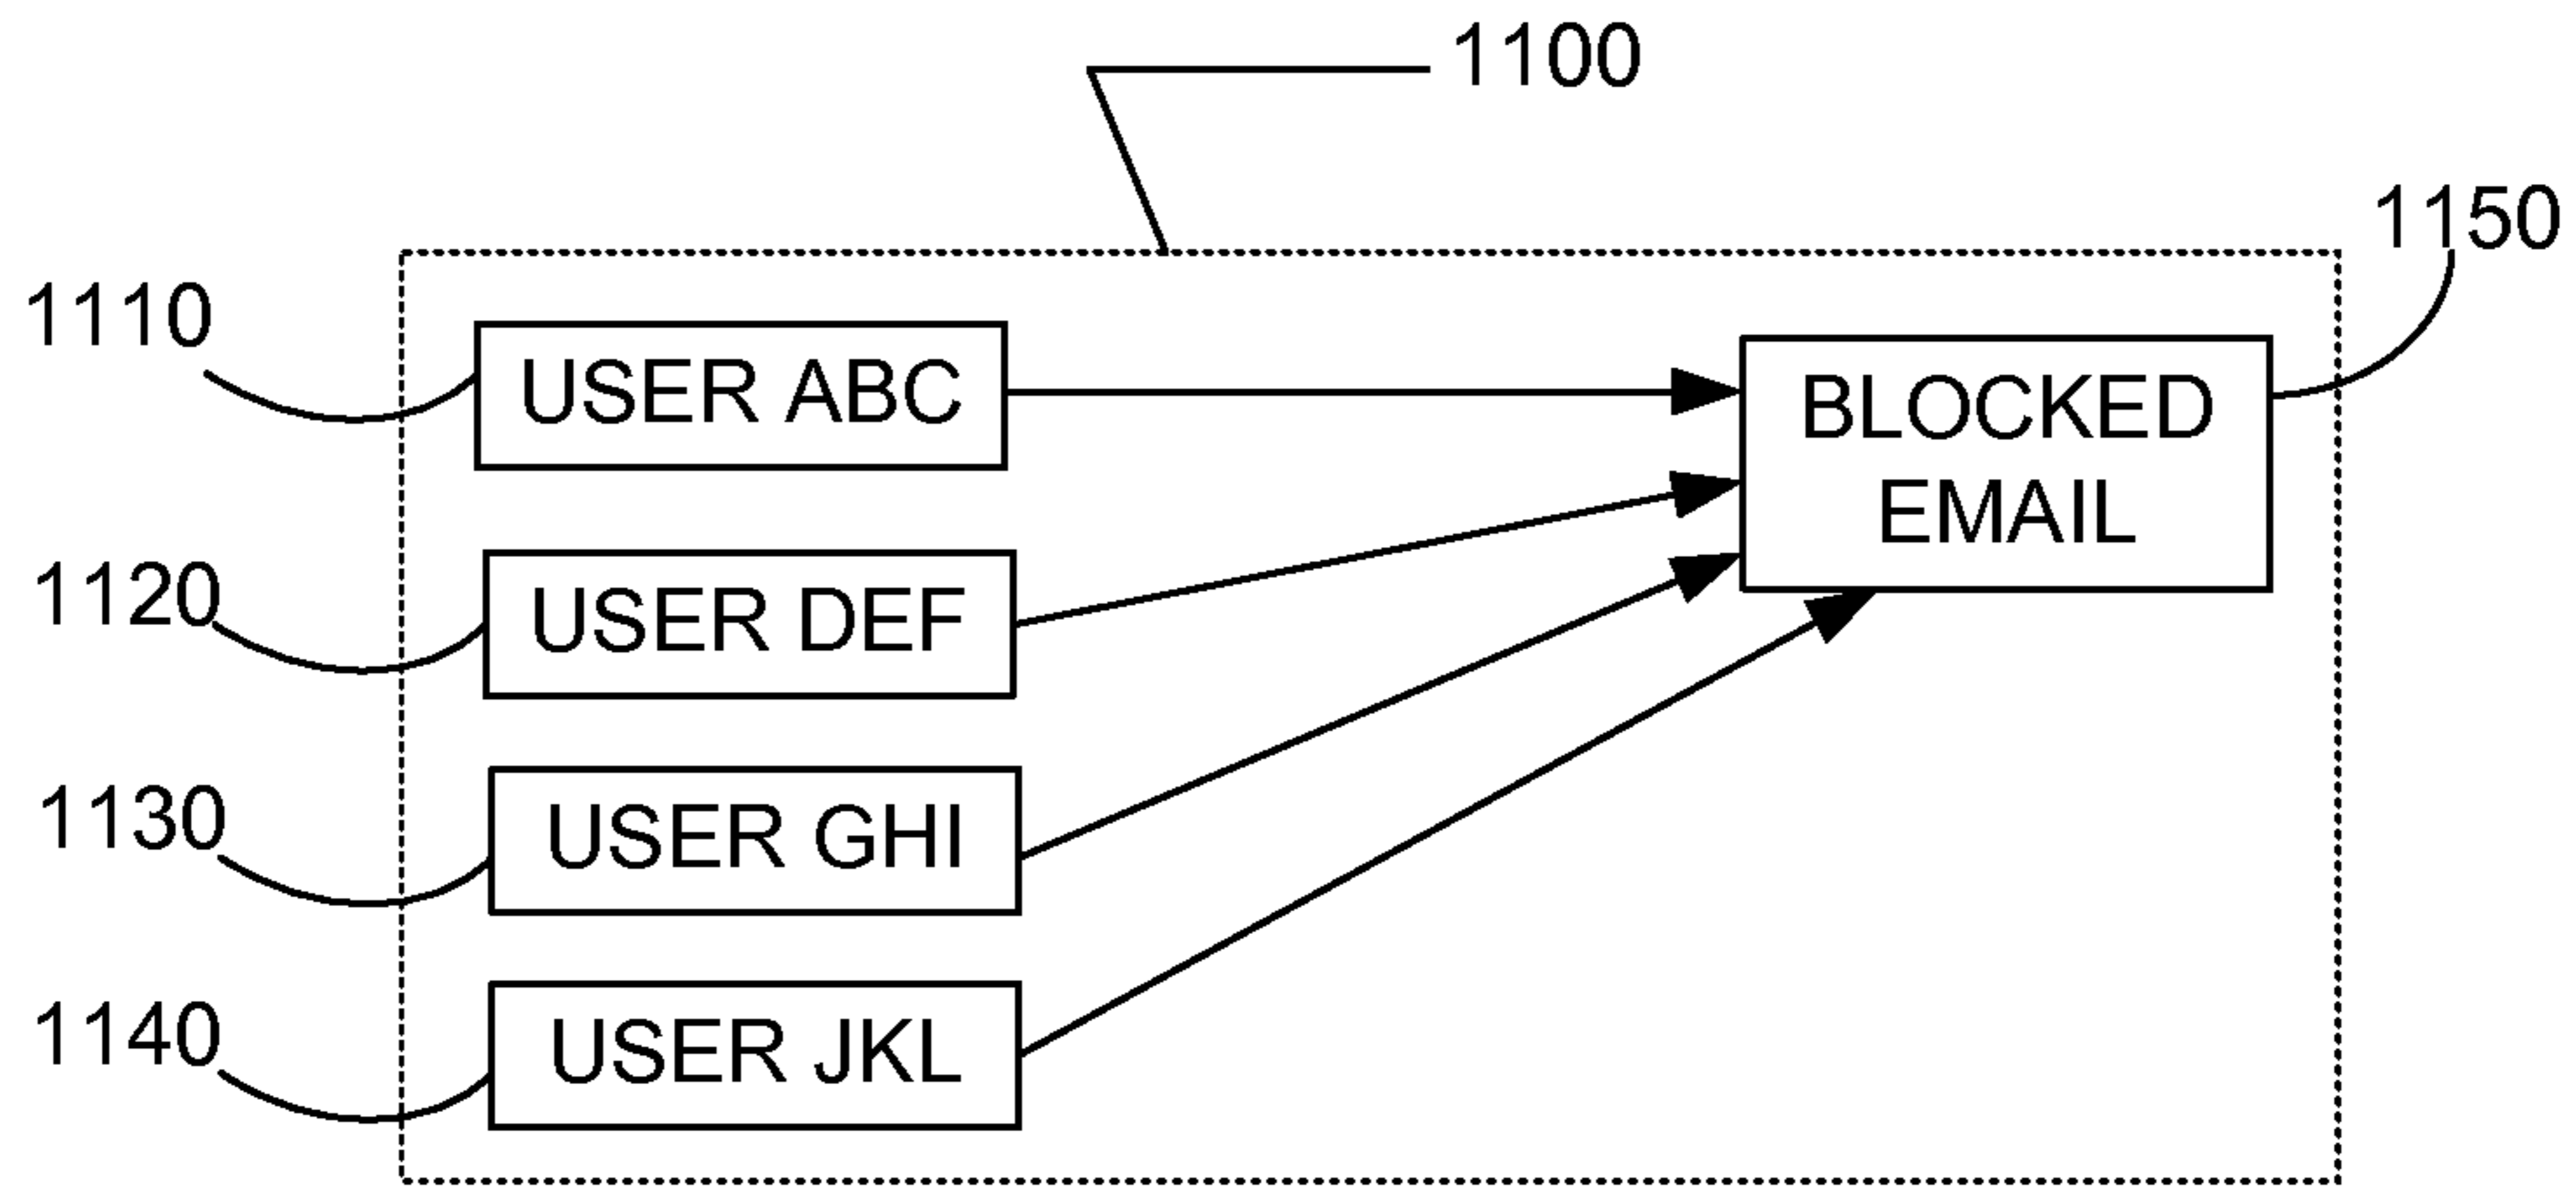 1100
1150
1110
USER ABC
BLOCKED
EMAIL
1120
USER DEF
1130
USER GHI
1140
USER JKL